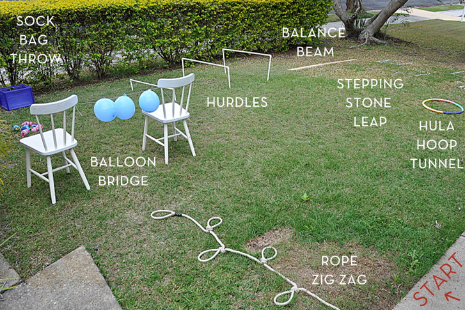 SOCK
BAG
THROW
BALANCE
BEAM
HURDLES
STEPPING
STONE
LEAP
HULA
HOOP
TUNNEL
BALLOON
BRIDGE
ROPE
ZIG ZAG
START